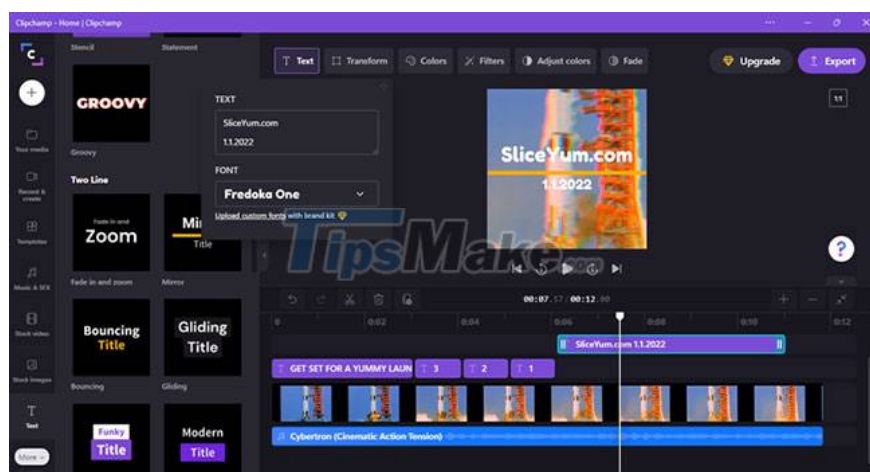 Clipchamp - Home | Clipchamp
Stencil
Statement
T Text
Transform
Colors
Filters
Adjust colors
Fade
Upgrade
Export
GROOVY
Groovy
TEXT
SliceYum.com
1.1.2022
FONT
Fredoka One
Upload custom fonts with brand kit
SliceYum.com
1.1.2022
1:1
Your media
Record & create
Templates
Music & SFX
Stock video
Stock images
T
Text
More
Two Line
Fade in and
Zoom
Fade in and zoom
Title
Mirror
Bouncing
Title
Bouncing
Gliding
Title
Gliding
Funky
Title
Modern
Title
TipsMake.com
?
00:07.57 / 00:12.00
0
0:02
0:04
0:06
0:08
0:10
0:12
SliceYum.com 1.1.2022
T GET SET FOR A YUMMY LAUN
T 3
T 2
T 1
Cybertron (Cinematic Action Tension)